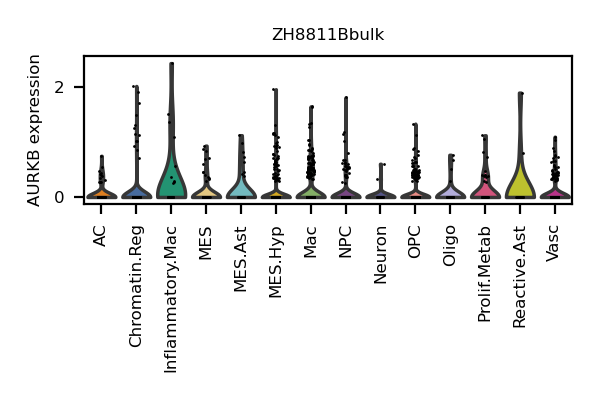 ZH8811Bbulk
AURKB expression
2
0
AC
Chromatin.Reg
Inflammatory.Mac
MES
MES.Ast
MES.Hyp
Mac
NPC
Neuron
OPC
Oligo
Prolif.Metab
Reactive.Ast
Vasc